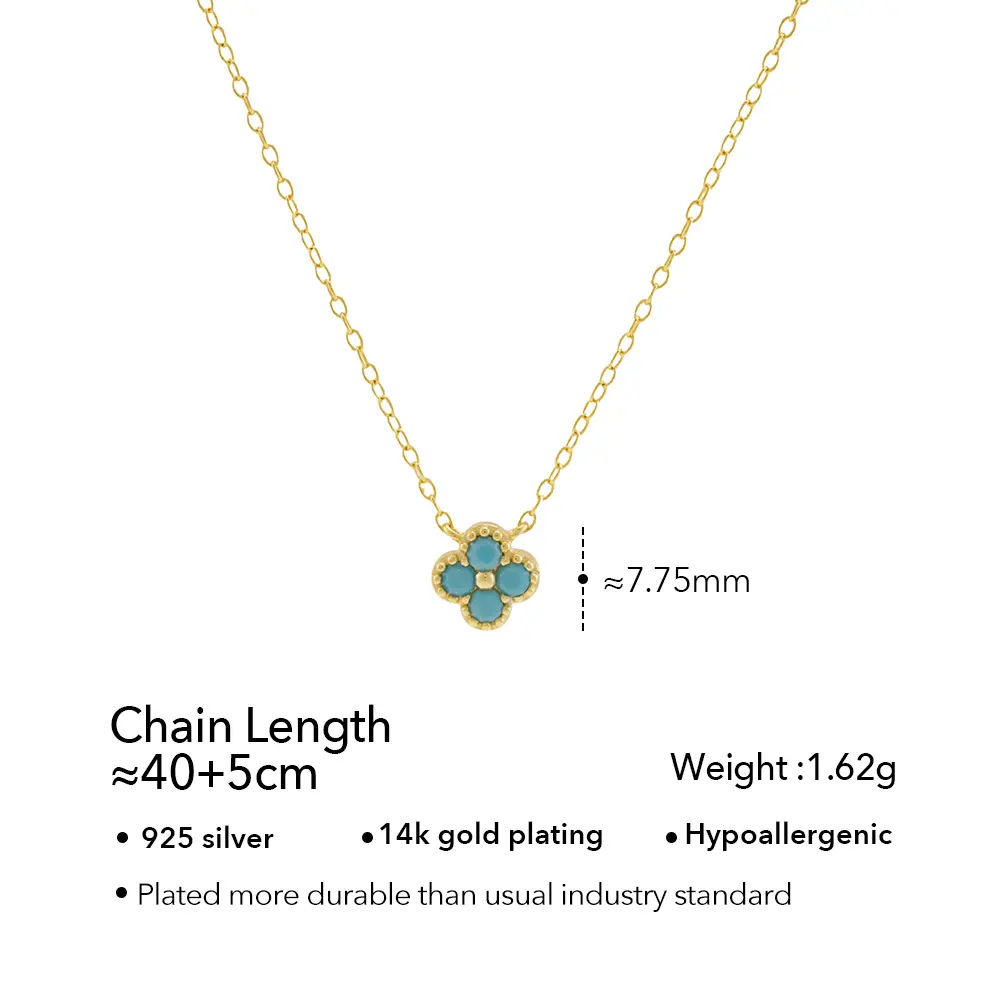 ≈7.75mm
Chain Length
≈40+5cm
Weight :1.62g
• 925 silver
• 14k gold plating
• Hypoallergenic
• Plated more durable than usual industry standard